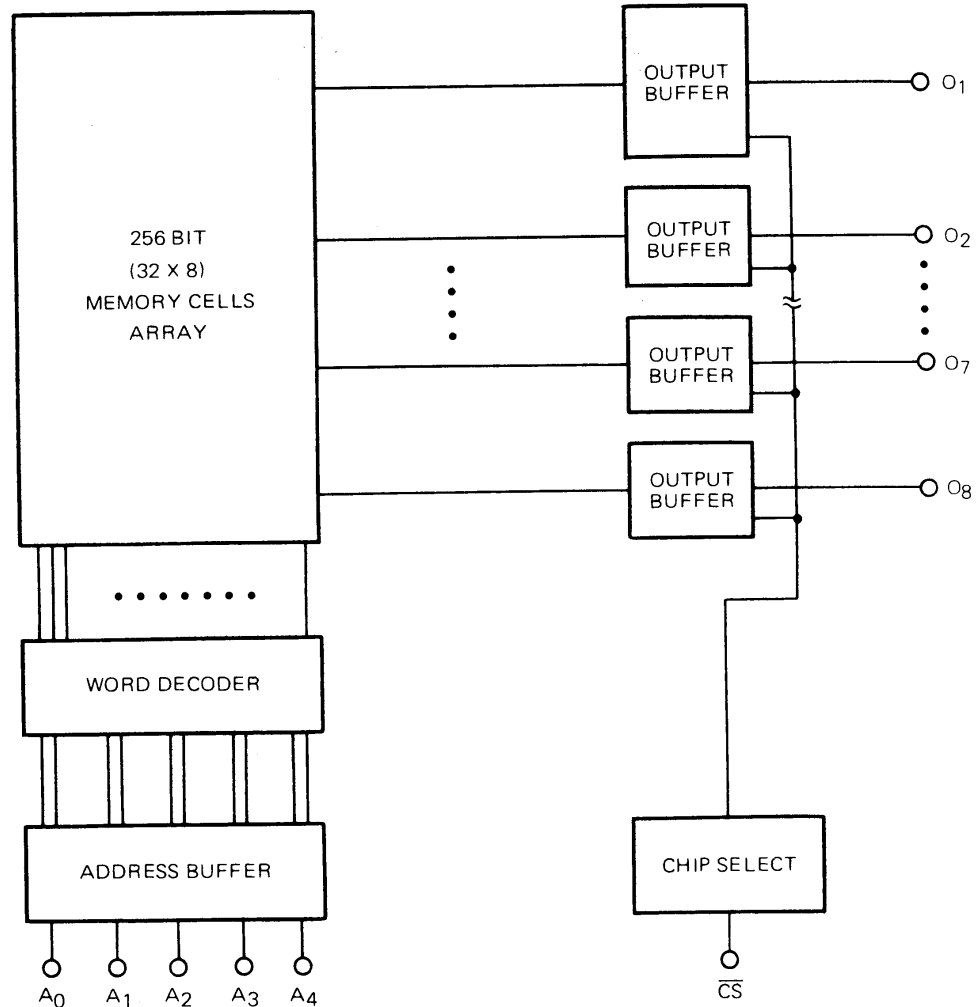 256 BIT
(32 X 8)
MEMORY CELLS
ARRAY
OUTPUT
BUFFER
O1
OUTPUT
BUFFER
O2
OUTPUT
BUFFER
O7
OUTPUT
BUFFER
O8
WORD DECODER
ADDRESS BUFFER
CHIP SELECT
A0 A1 A2 A3 A4
C̅S̅